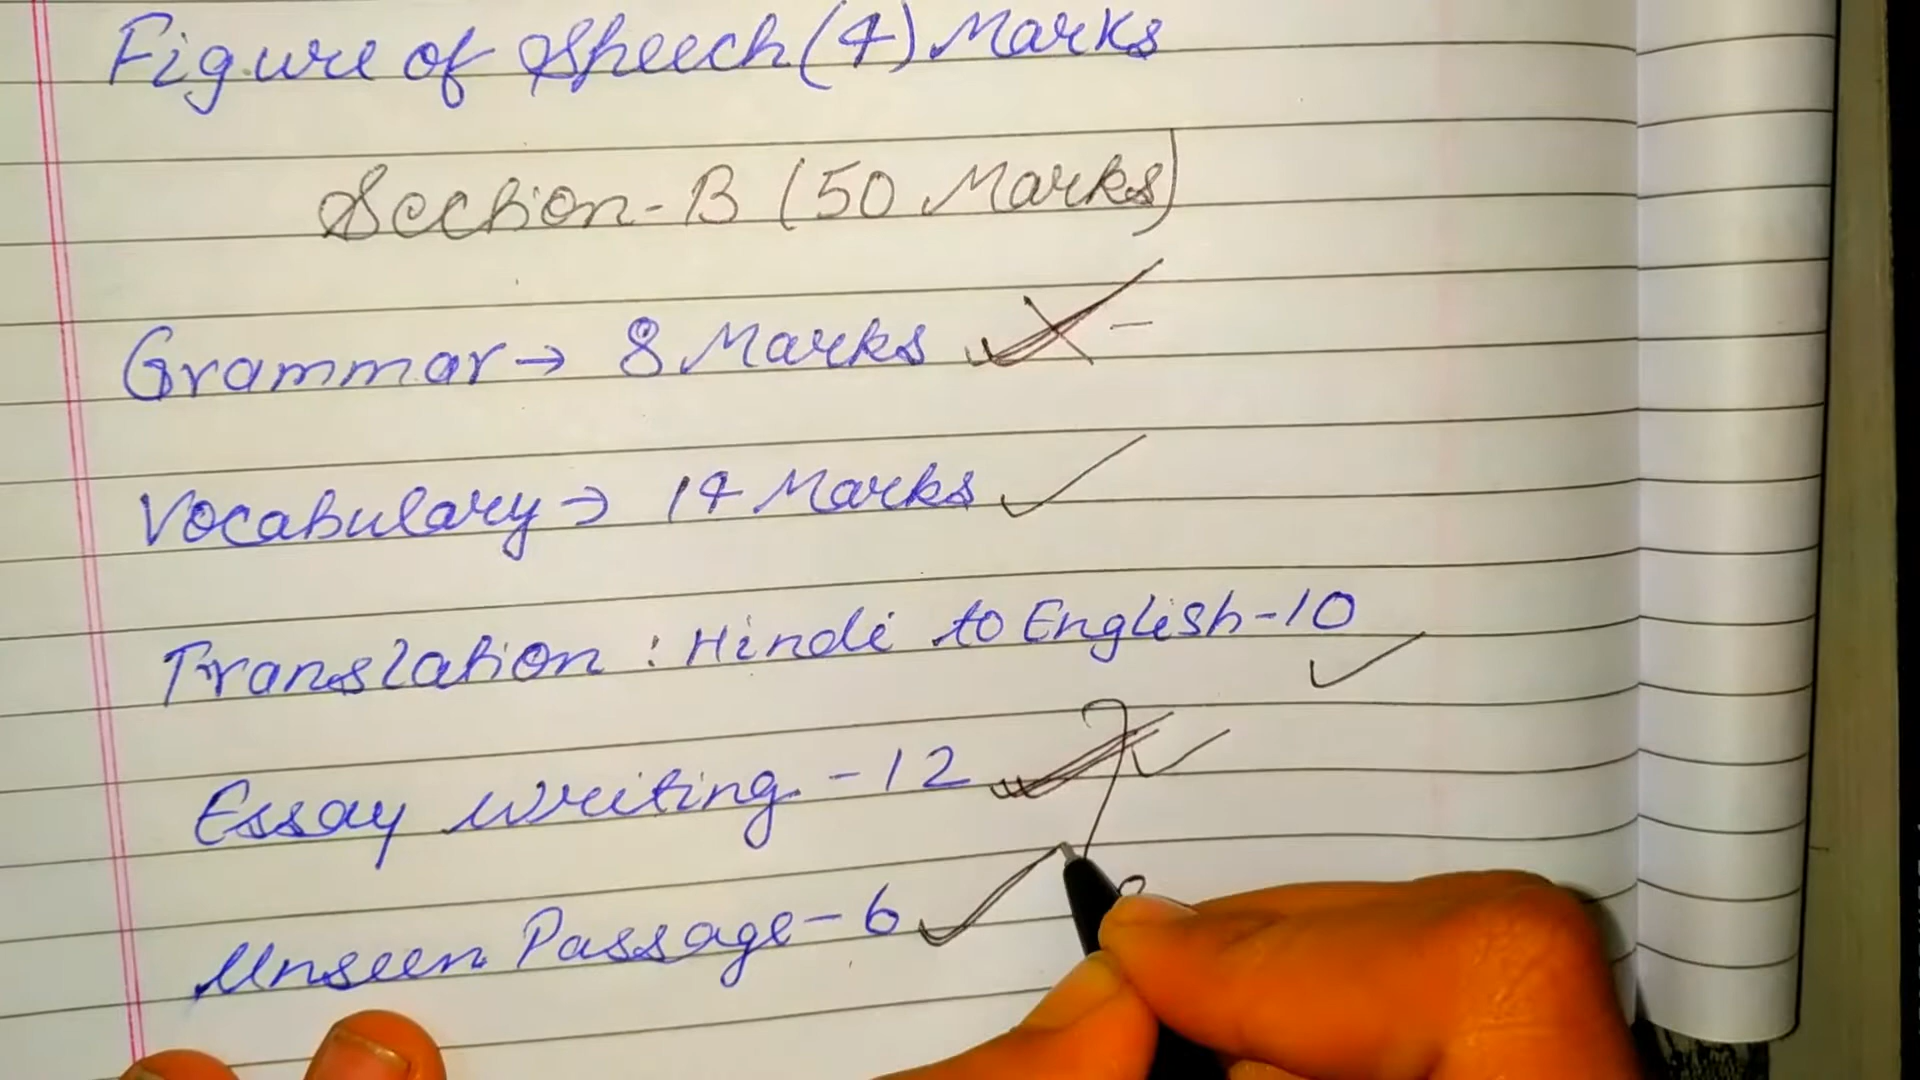 Figure of Speech (4) Marks
Section-B (50 Marks)
Grammar → 8 Marks
Vocabulary → 14 Marks
Translation : Hindi to English-10
Essay writing -12
Unseen Passage-6